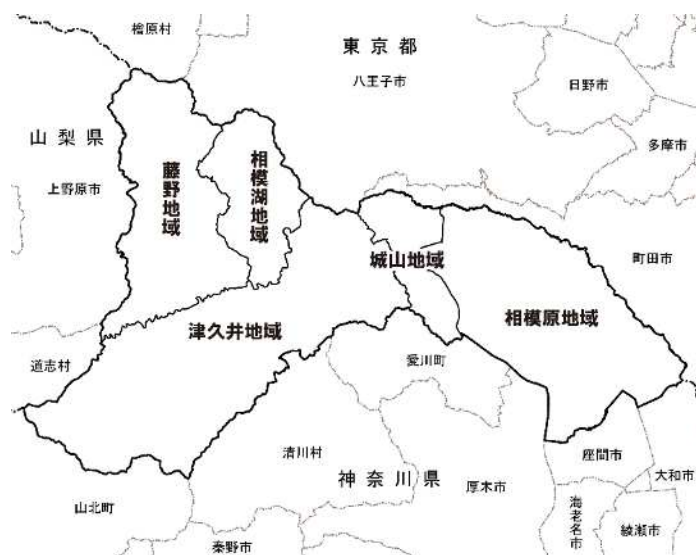 檜原村
東京都
八王子市
日野市
山梨県
多摩市
上野原市
藤野地域
相模湖地域
城山地域
町田市
津久井地域
相模原地域
道志村
愛川町
清川村
神奈川県
厚木市
座間市
大和市
山北町
海老名市
綾瀬市
秦野市